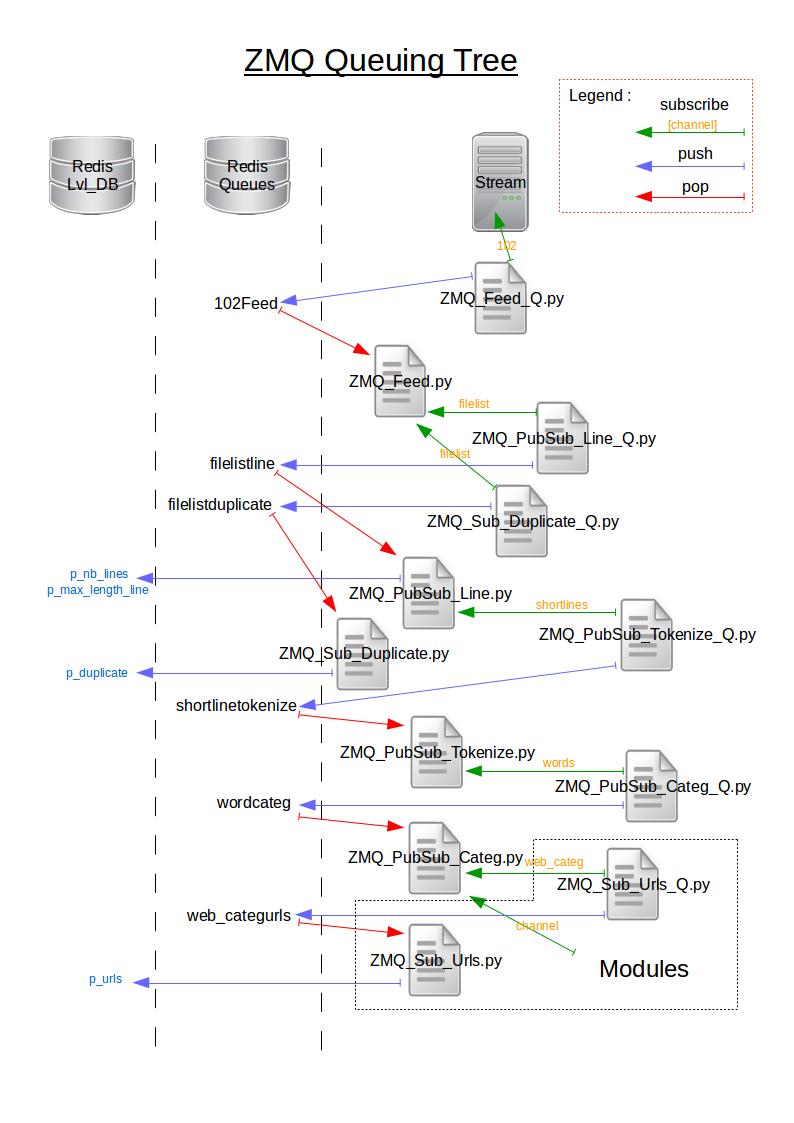 ZMQ Queuing Tree
Legend :
subscribe
[channel]
push
pop
Redis
Lvl_DB
Redis
Queues
Stream
102
ZMQ_Feed_Q.py
102Feed
ZMQ_Feed.py
filelist
ZMQ_PubSub_Line_Q.py
filelist
filelistline
filelistduplicate
ZMQ_Sub_Duplicate_Q.py
p_nb_lines
p_max_length_line
ZMQ_PubSub_Line.py
shortlines
ZMQ_PubSub_Tokenize_Q.py
ZMQ_Sub_Duplicate.py
p_duplicate
shortlinetokenize
ZMQ_PubSub_Tokenize.py
words
ZMQ_PubSub_Categ_Q.py
wordcateg
ZMQ_PubSub_Categ.py
web_categ
ZMQ_Sub_Urls_Q.py
web_categurls
channel
ZMQ_Sub_Urls.py
Modules
p_urls